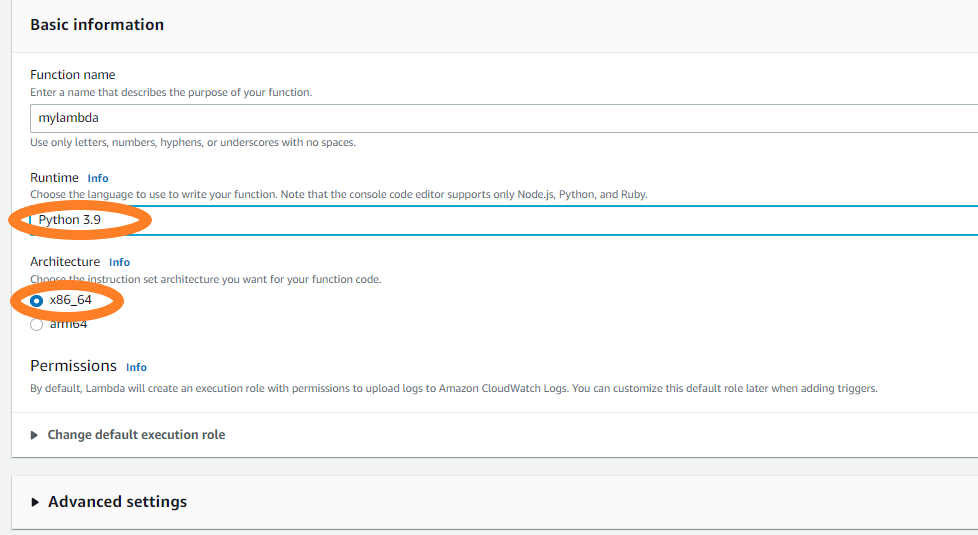 Basic information
Function name
Enter a name that describes the purpose of your function.
mylambda
Use only letters, numbers, hyphens, or underscores with no spaces.
Runtime Info
Choose the language to use to write your function. Note that the console code editor supports only Node.js, Python, and Ruby.
Python 3.9
Architecture Info
Choose the instruction set architecture you want for your function code.
x86_64
arm64
Permissions Info
By default, Lambda will create an execution role with permissions to upload logs to Amazon CloudWatch Logs. You can customize this default role later when adding triggers.
Change default execution role
Advanced settings